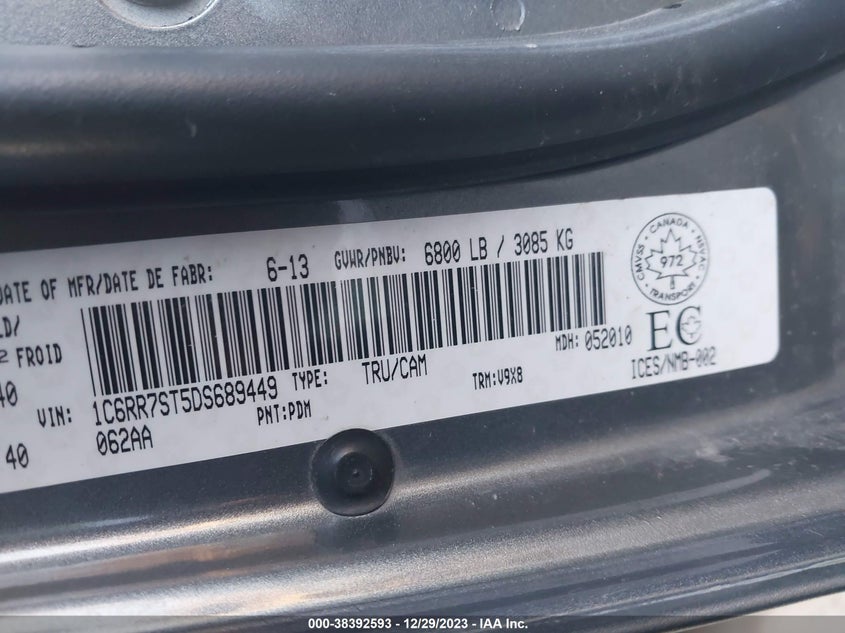 DATE OF MFR/DATE DE FABR: 6-13 GVWR/PNBV: 6800 LB / 3085 KG
LD/
FROID
40
40
VIN: 1C6RR7ST5DS689449 TYPE: TRU/CAM MDH: 052010
062AA PNT:PDM TRM:V9X8
CANADA
CMVSS
NSVAC
972
TRANSPORT
EC
ICES/NMB-002
000-38392593 - 12/29/2023 - IAA Inc.